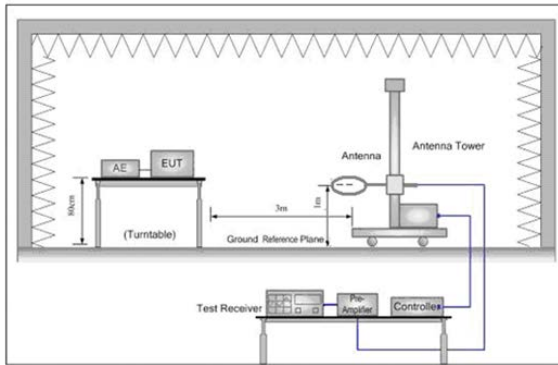 AE
EUT
80cm
(Turntable)
3m
Antenna
Antenna Tower
1m
Ground Reference Plane
Test Receiver
Pre-
Amplifier
Controller